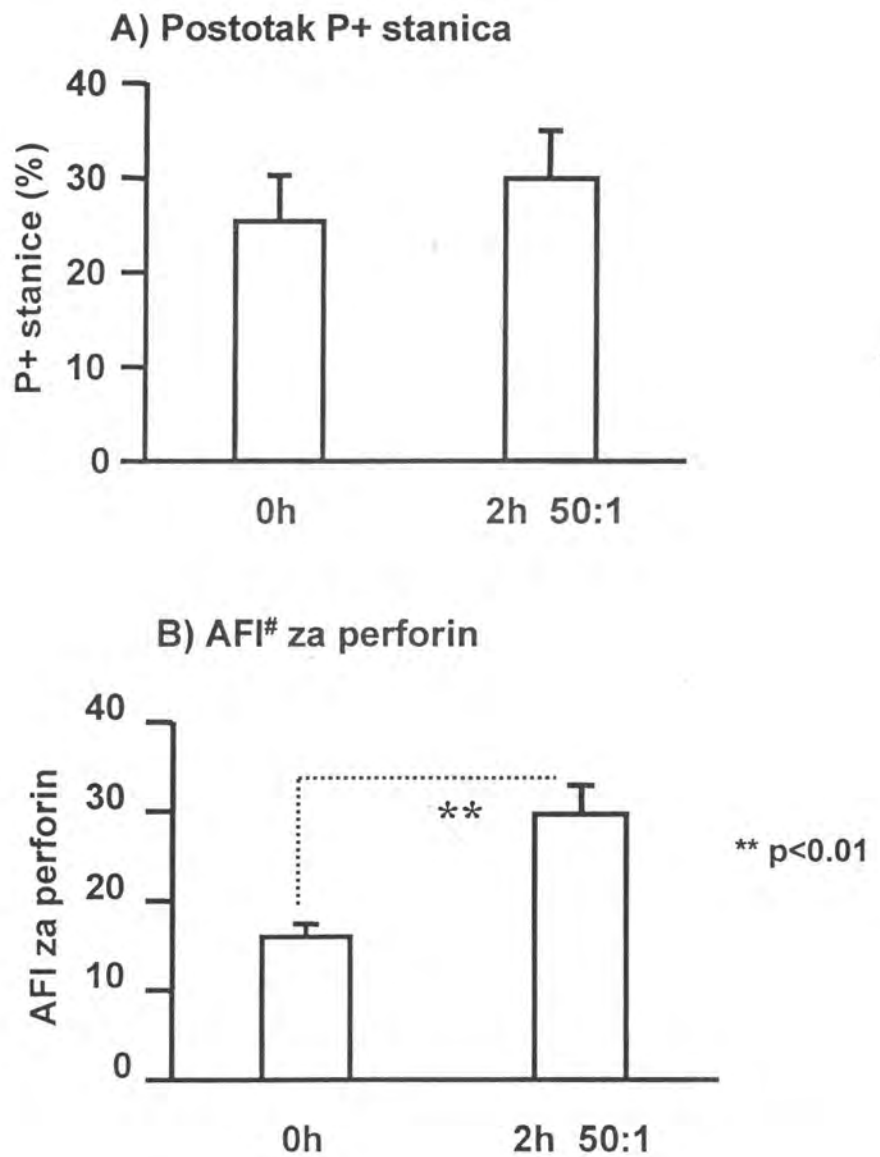 A) Postotak P+ stanica
P+ stanice (%)
40
30
20
10
0
0h
2h 50:1
B) AFI# za perforin
AFI za perforin
40
30
20
10
0
**
** p<0.01
0h
2h 50:1